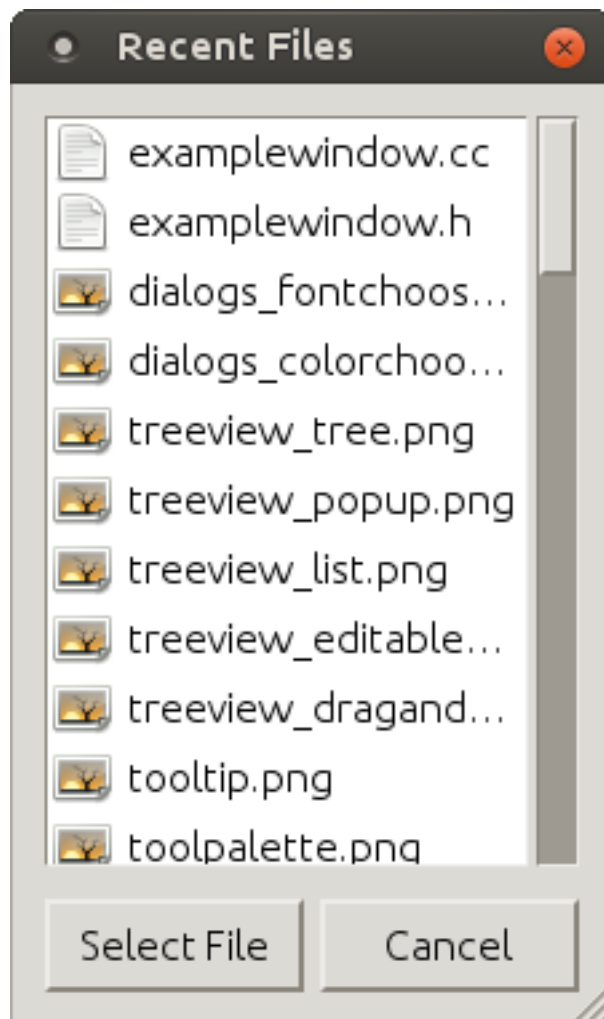 Recent Files
examplewindow.cc
examplewindow.h
dialogs_fontchoos...
dialogs_colorchoo...
treeview_tree.png
treeview_popup.png
treeview_list.png
treeview_editable...
treeview_dragand...
tooltip.png
toolpalette.png
Select File Cancel